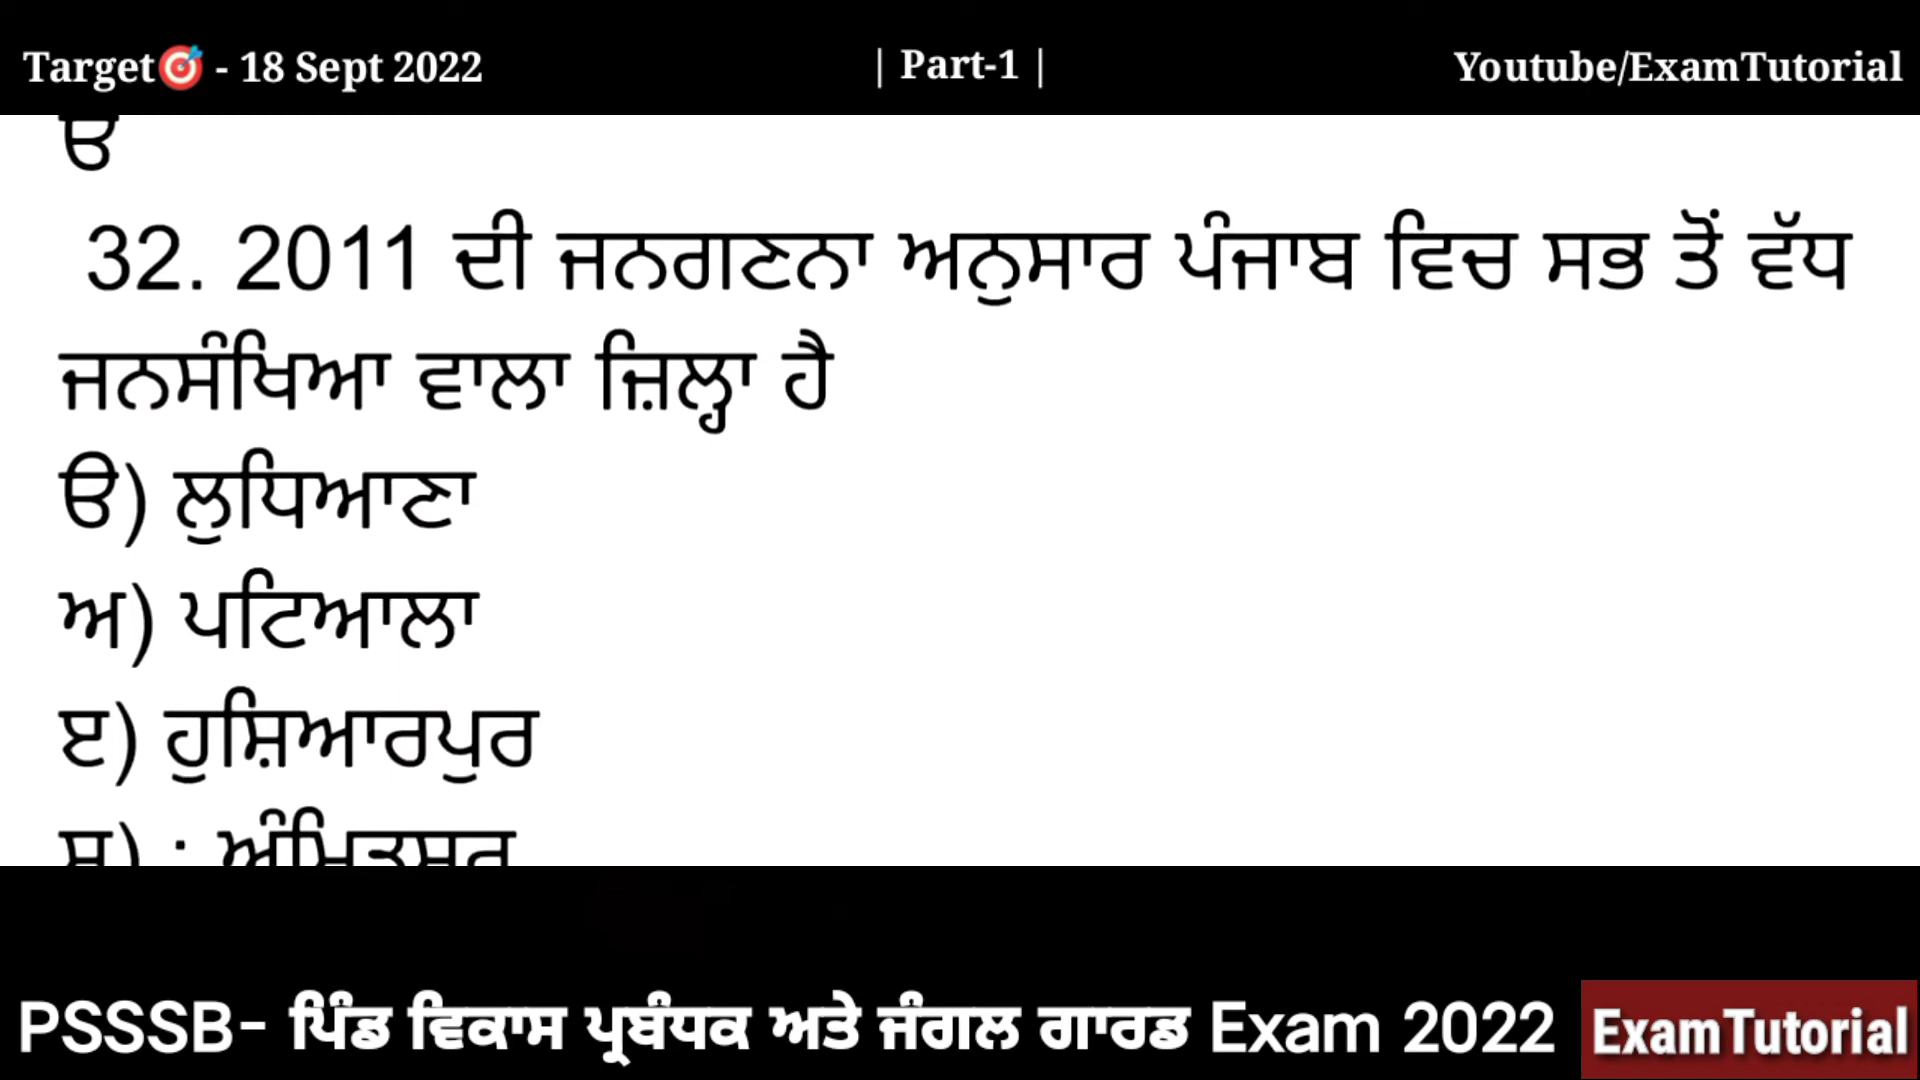 Target🎯 - 18 Sept 2022
| Part-1 |
Youtube/ExamTutorial
ੳ
32. 2011 ਦੀ ਜਨਗਣਨਾ ਅਨੁਸਾਰ ਪੰਜਾਬ ਵਿਚ ਸਭ ਤੋਂ ਵੱਧ
ਜਨਸੰਖਿਆ ਵਾਲਾ ਜ਼ਿਲ੍ਹਾ ਹੈ
ੳ) ਲੁਧਿਆਣਾ
ਅ) ਪਟਿਆਲਾ
ੲ) ਹੁਸ਼ਿਆਰਪੁਰ
ਸ) : ਅੰਮਿਤਸਰ
PSSSB- ਪਿੰਡ ਵਿਕਾਸ ਪ੍ਰਬੰਧਕ ਅਤੇ ਜੰਗਲ ਗਾਰਡ Exam 2022
ExamTutorial